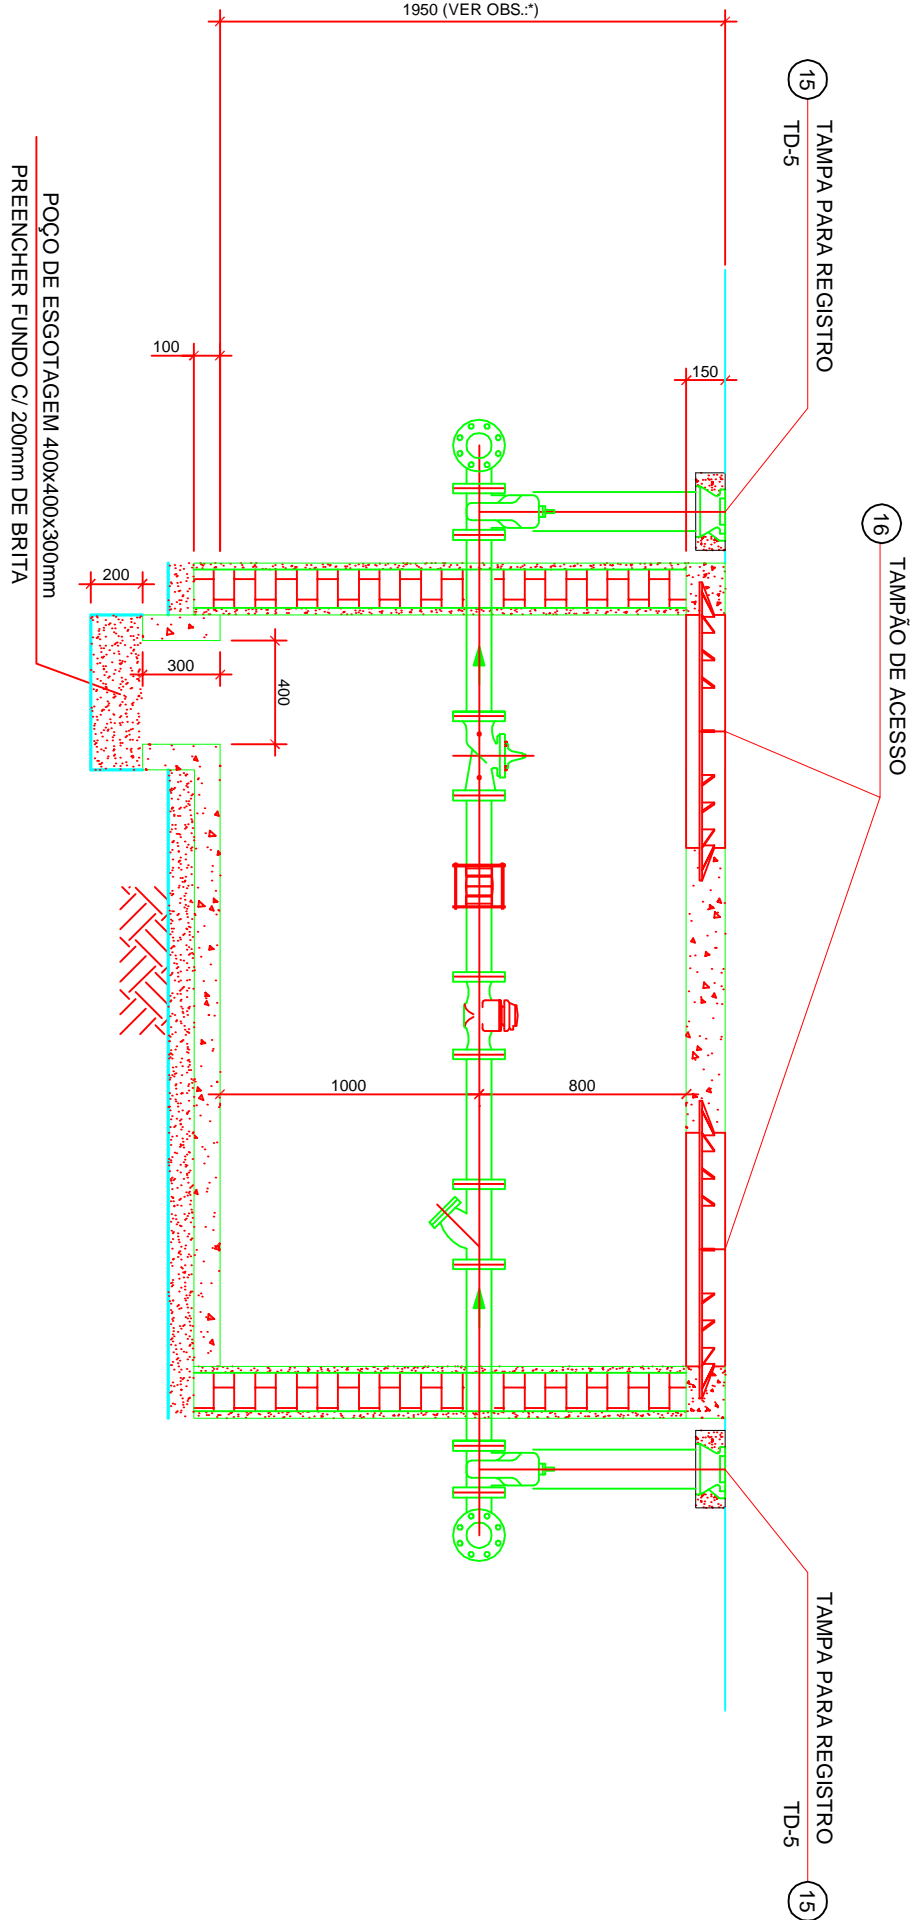 1950 (VER OBS.:*)
15
TAMPA PARA REGISTRO
TD-5
16
TAMPÃO DE ACESSO
150
100
POÇO DE ESGOTAGEM 400x400x300mm
PREENCHER FUNDO C/ 200mm DE BRITA
200
300
400
1000
800
TAMPA PARA REGISTRO
TD-5
15